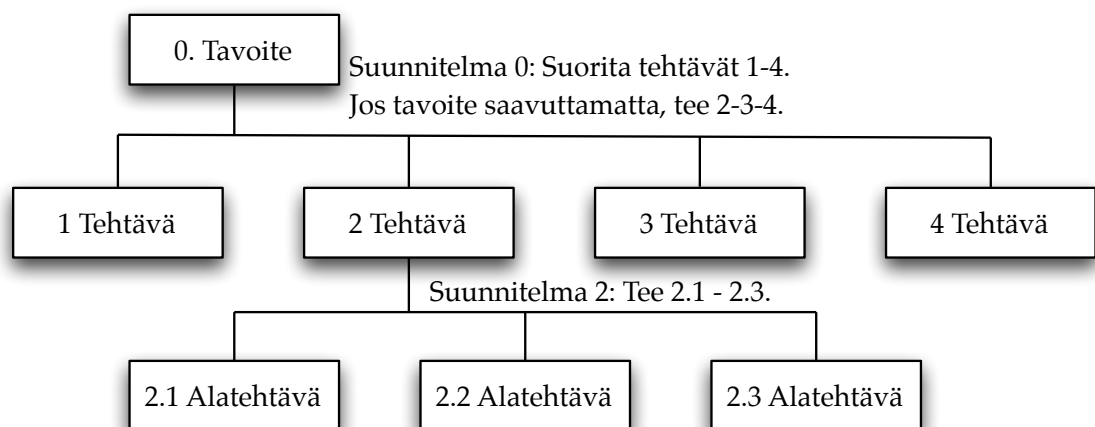 0. Tavoite
Suunnitelma 0: Suorita tehtävät 1-4.
Jos tavoite saavuttamatta, tee 2-3-4.
1 Tehtävä
2 Tehtävä
3 Tehtävä
4 Tehtävä
Suunnitelma 2: Tee 2.1 - 2.3.
2.1 Alatehtävä
2.2 Alatehtävä
2.3 Alatehtävä